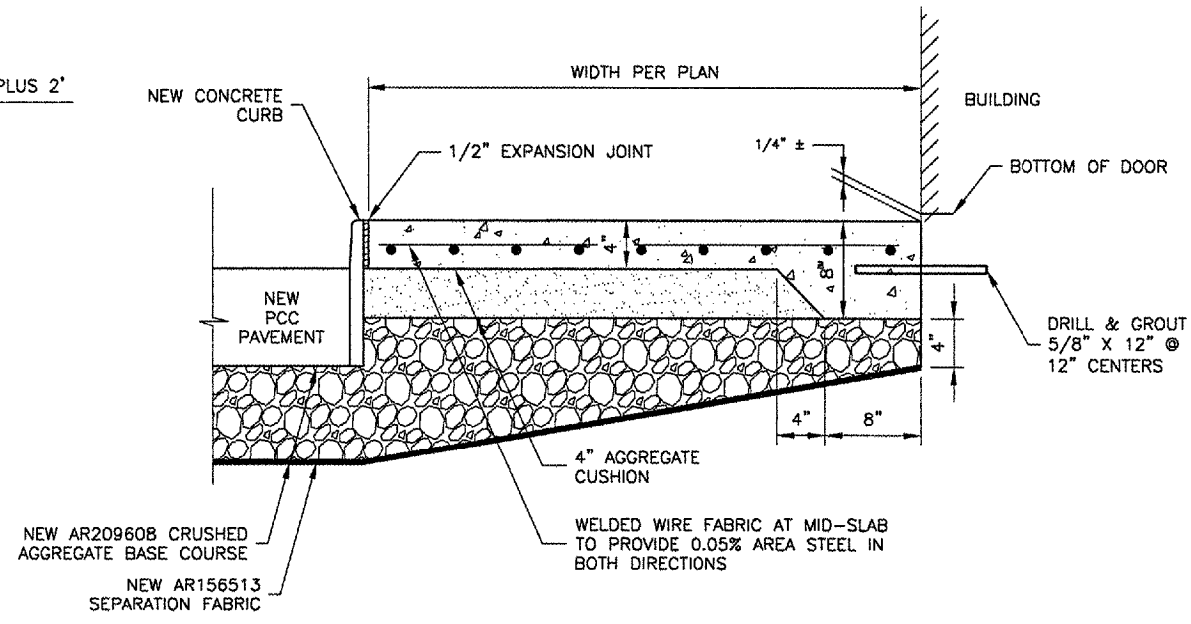 PLUS 2'
WIDTH PER PLAN
NEW CONCRETE
CURB
BUILDING
1/2" EXPANSION JOINT
1/4" ±
BOTTOM OF DOOR
4"
8"
NEW
PCC
PAVEMENT
4"
DRILL & GROUT
5/8" X 12" @
12" CENTERS
4"
8"
4" AGGREGATE
CUSHION
NEW AR209608 CRUSHED
AGGREGATE BASE COURSE
WELDED WIRE FABRIC AT MID-SLAB
TO PROVIDE 0.05% AREA STEEL IN
BOTH DIRECTIONS
NEW AR156513
SEPARATION FABRIC